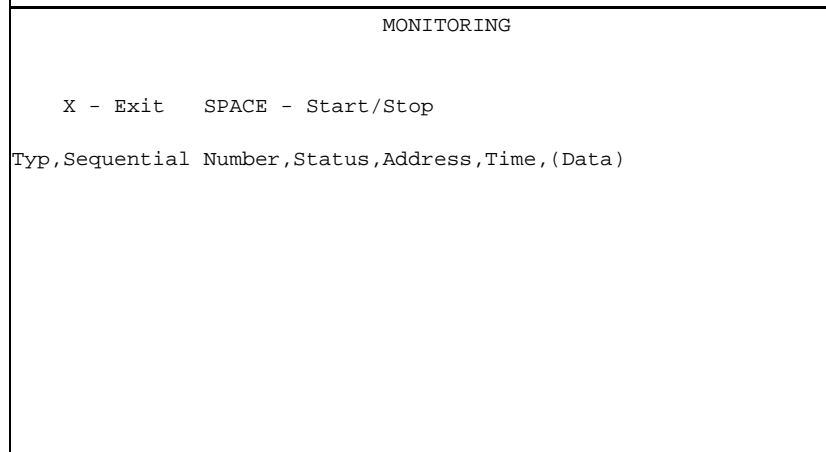 MONITORING
X - Exit   SPACE - Start/Stop
Typ,Sequential Number,Status,Address,Time,(Data)